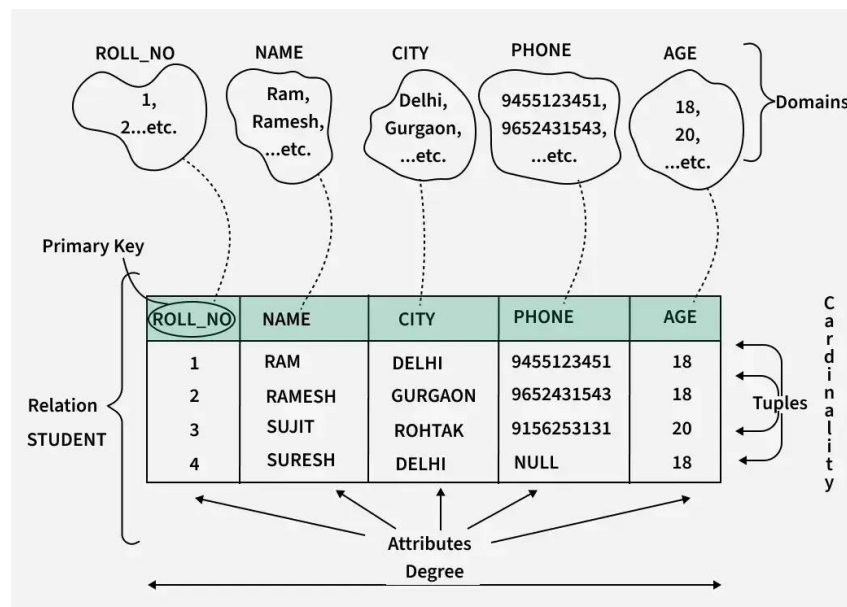 ROLL_NO NAME CITY PHONE AGE
1,
2...etc.
Ram,
Ramesh,
...etc.
Delhi,
Gurgaon,
...etc.
9455123451,
9652431543,
...etc.
18,
20,
...etc.
Domains
Primary Key
ROLL_NO NAME CITY PHONE AGE
1 RAM DELHI 9455123451 18
2 RAMESH GURGAON 9652431543 18
3 SUJIT ROHTAK 9156253131 20
4 SURESH DELHI NULL 18
Relation
STUDENT
Tuples
Cardinality
Attributes
Degree